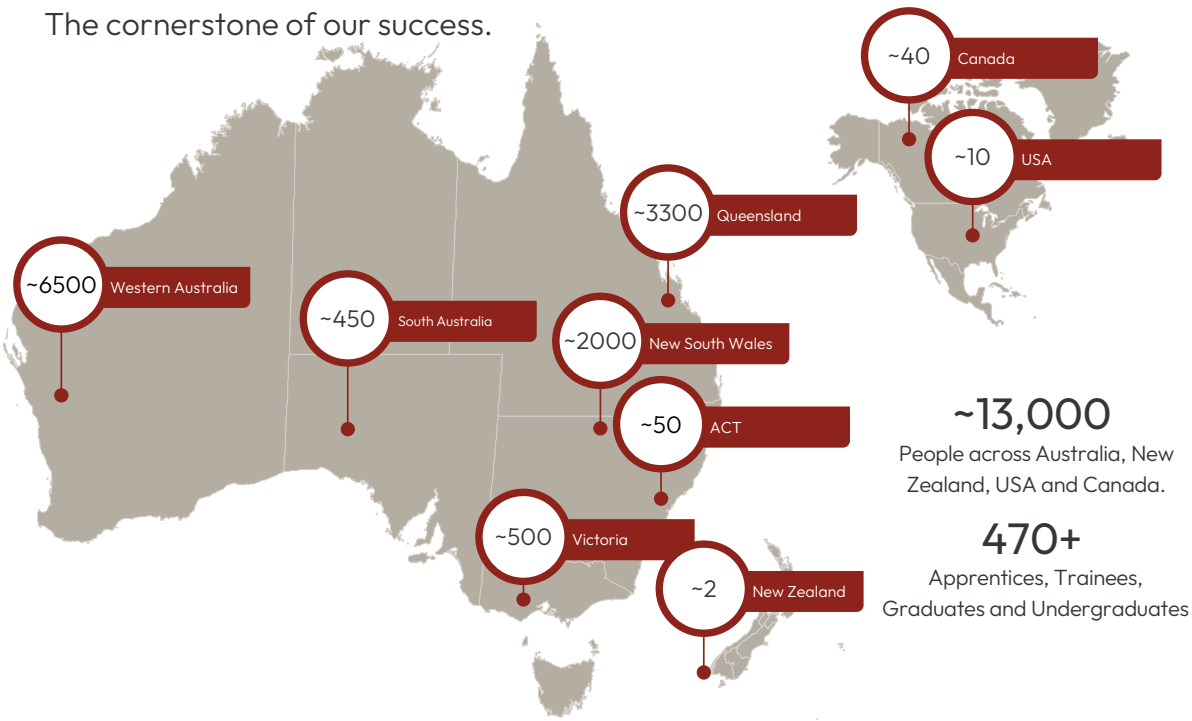 The cornerstone of our success.
~40
Canada
~10
USA
~3300
Queensland
~6500
Western Australia
~450
South Australia
~2000
New South Wales
~50
ACT
~500
Victoria
~2
New Zealand
~13,000
People across Australia, New
Zealand, USA and Canada.
470+
Apprentices, Trainees,
Graduates and Undergraduates